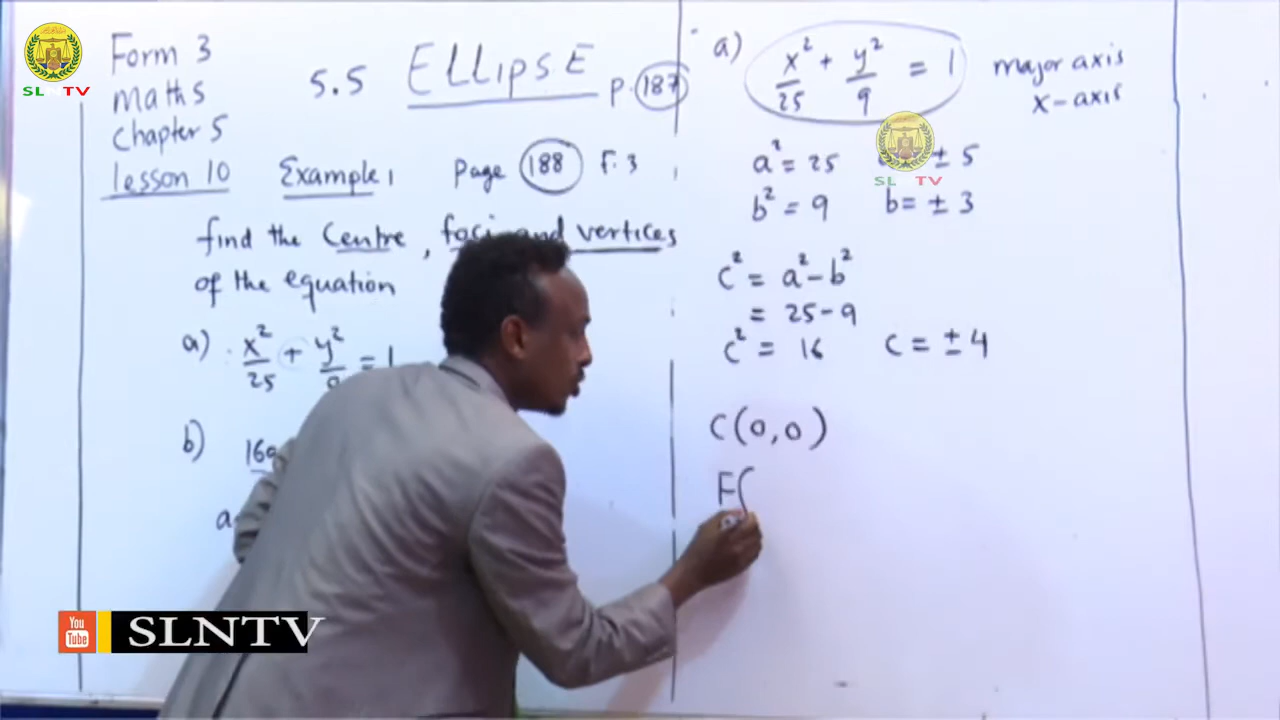 SLNTV
Form 3
Maths
Chapter 5
lesson 10
5.5 ELLIPSE
P. 187
Example 1 Page 188 F.3
find the Centre, foci and vertices
of the equation
a) x²/25 + y²/9 = 1
b) 16
a
a) x²/25 + y²/9 = 1 major axis
x-axis
a² = 25 ± 5
SL TV
b² = 9 b = ± 3
c² = a² - b²
= 25 - 9
c² = 16 c = ± 4
C(0,0)
F(
You
Tube
SLNTV